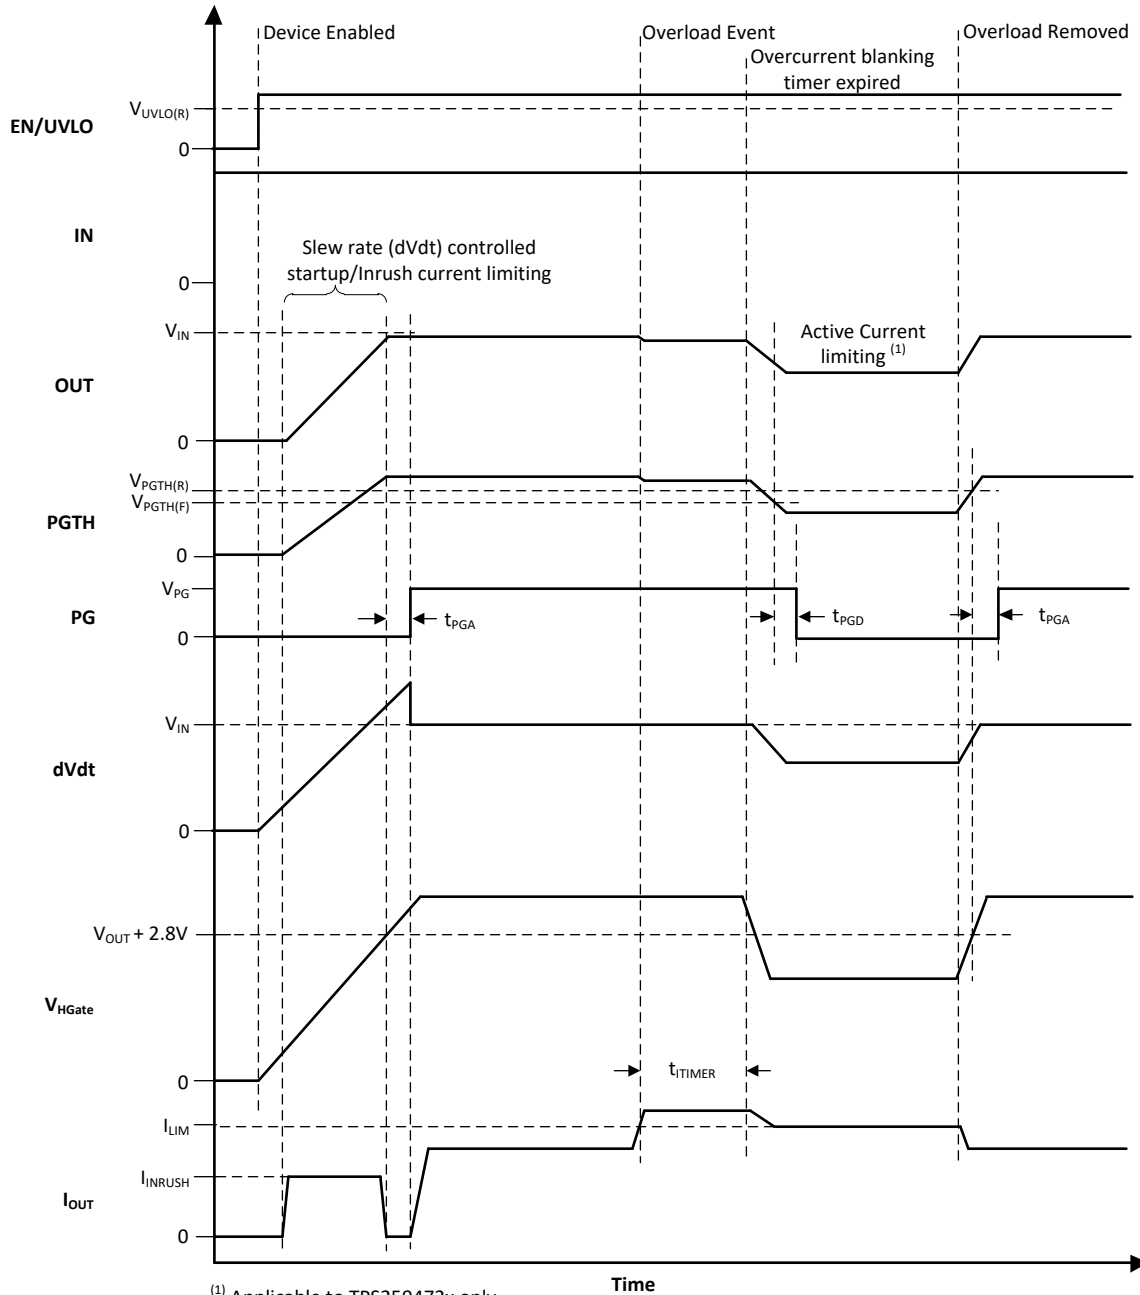 Device Enabled
Overload Event
Overload Removed
Overcurrent blanking
timer expired
V_UVLO(R)
EN/UVLO
0
IN
Slew rate (dVdt) controlled
startup/Inrush current limiting
0
V_IN
Active Current
limiting (1)
OUT
0
V_PGTH(R)
V_PGTH(F)
PGTH
0
V_PG
PG
t_PGA
t_PGD
t_PGA
0
V_IN
dVdt
0
V_OUT + 2.8V
V_HGate
t_ITIMER
0
I_LIM
I_INRUSH
I_OUT
0
Time